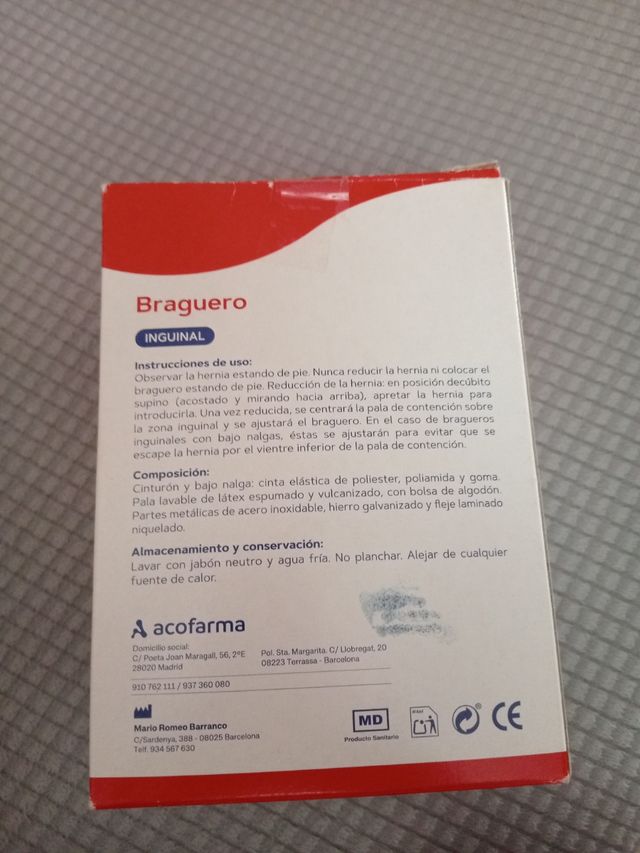 Braguero
INGUINAL
Instrucciones de uso:
Observar la hernia estando de pie. Nunca reducir la hernia ni colocar el
braguero estando de pie. Reducción de la hernia: en posición decúbito
supino (acostado y mirando hacia arriba), apretar la hernia para
introducirla. Una vez reducida, se centrará la pala de contención sobre
la zona inguinal y se ajustará el braguero. En el caso de bragueros
inguinales con bajo nalgas, éstas se ajustarán para evitar que se
escape la hernia por el vientre inferior de la pala de contención.
Composición:
Cinturón y bajo nalga: cinta elástica de poliester, poliamida y goma.
Pala lavable de látex espumado y vulcanizado, con bolsa de algodón.
Partes metálicas de acero inoxidable, hierro galvanizado y fleje laminado
niquelado.
Almacenamiento y conservación:
Lavar con jabón neutro y agua fría. No planchar. Alejar de cualquier
fuente de calor.
acofarma
Domicilio social:
C/ Poeta Joan Maragall, 56, 2ºE
28020 Madrid
Pol. Sta. Margarita. C/ Llobregat, 20
08223 Terrassa - Barcelona
910 762 111 / 937 360 080
Mario Romeo Barranco
C/Sardenya, 388 - 08025 Barcelona
Telf. 934 567 630
MD
Producto Sanitario
CE